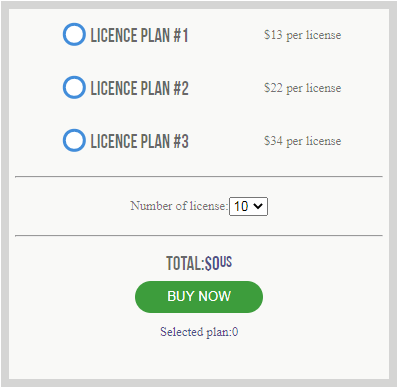 LICENCE PLAN #1 $13 per license
LICENCE PLAN #2 $22 per license
LICENCE PLAN #3 $34 per license
Number of license: 10
TOTAL:$0US
BUY NOW
Selected plan:0